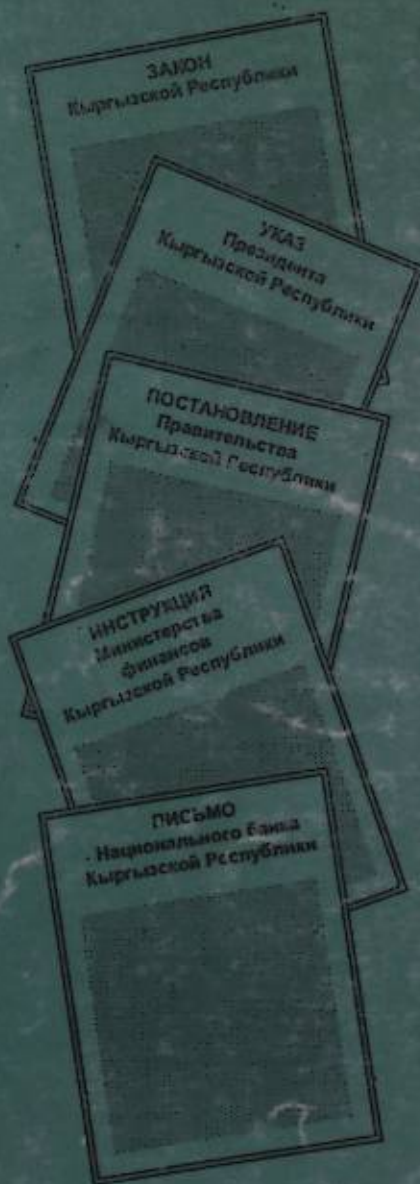 ЗАКОН
Кыргызской Республики
УКАЗ
Президента
Кыргызской Республики
ПОСТАНОВЛЕНИЕ
Правительства
Кыргызской Республики
ИНСТРУКЦИЯ
Министерства
финансов
Кыргызской Республики
ПИСЬМО
Национального банка
Кыргызской Республики